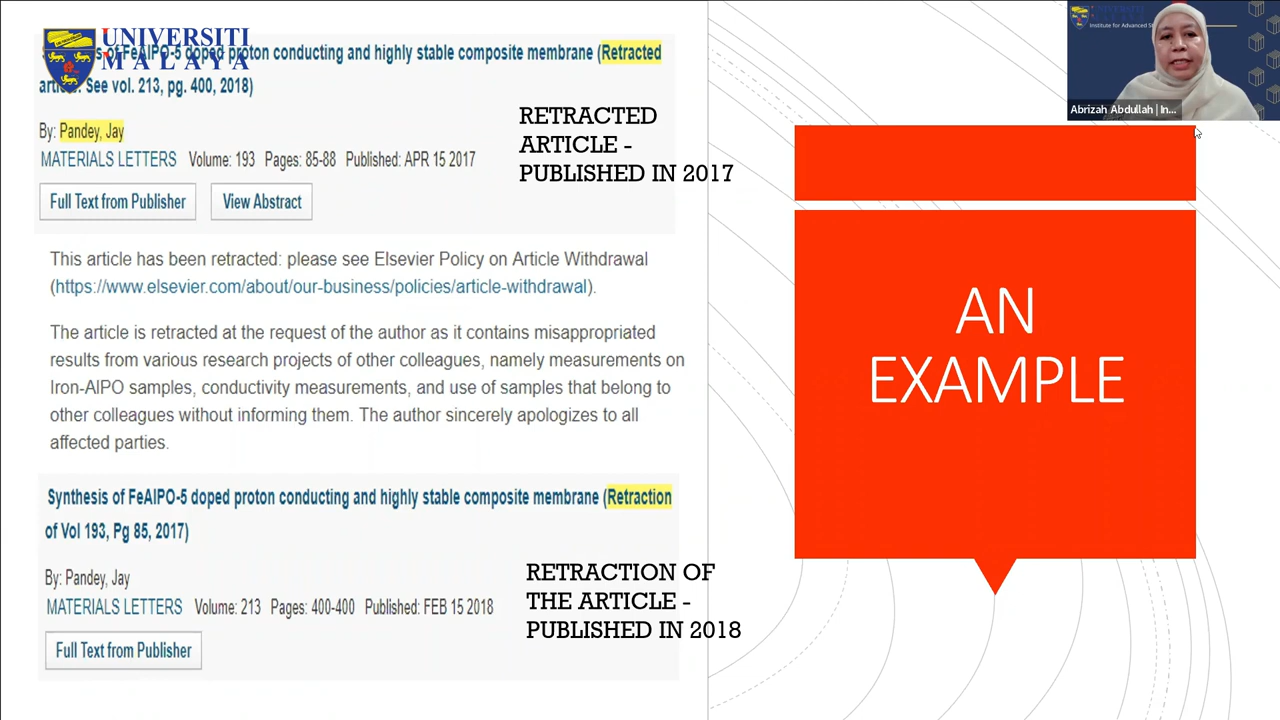 UNIVERSITI
MALAYA
of FeAlPO-5 doped proton conducting and highly stable composite membrane (Retracted
See vol. 213, pg. 400, 2018)
By: Pandey, Jay
MATERIALS LETTERS Volume: 193 Pages: 85-88 Published: APR 15 2017
Full Text from Publisher View Abstract
RETRACTED
ARTICLE -
PUBLISHED IN 2017
This article has been retracted: please see Elsevier Policy on Article Withdrawal
(https://www.elsevier.com/about/our-business/policies/article-withdrawal).
The article is retracted at the request of the author as it contains misappropriated
results from various research projects of other colleagues, namely measurements on
Iron-AlPO samples, conductivity measurements, and use of samples that belong to
other colleagues without informing them. The author sincerely apologizes to all
affected parties.
Synthesis of FeAlPO-5 doped proton conducting and highly stable composite membrane (Retraction
of Vol 193, Pg 85, 2017)
By: Pandey, Jay
MATERIALS LETTERS Volume: 213 Pages: 400-400 Published: FEB 15 2018
Full Text from Publisher
RETRACTION OF
THE ARTICLE -
PUBLISHED IN 2018
AN
EXAMPLE
Institute for Advanced
Abrizah Abdullah | In...